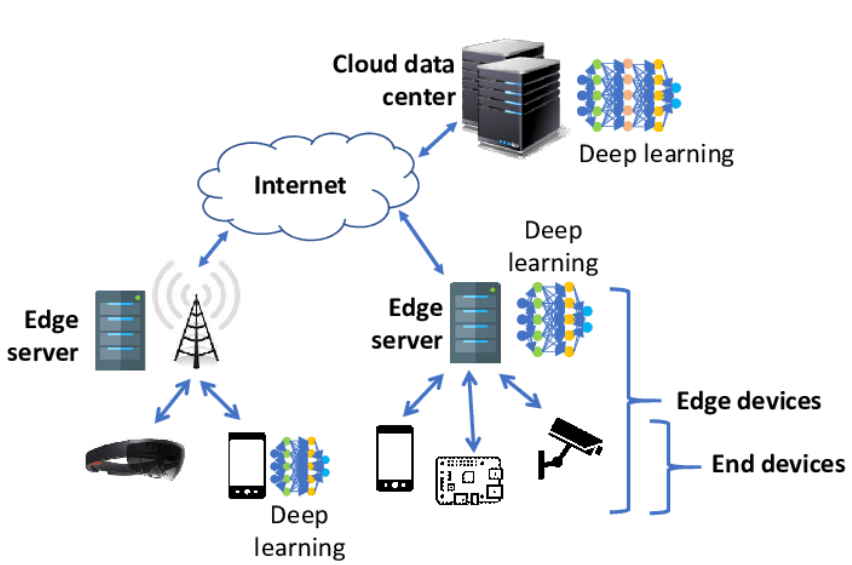 Cloud data
center
Deep learning
Internet
Deep
learning
Edge
server
Edge
server
Edge devices
End devices
Deep
learning